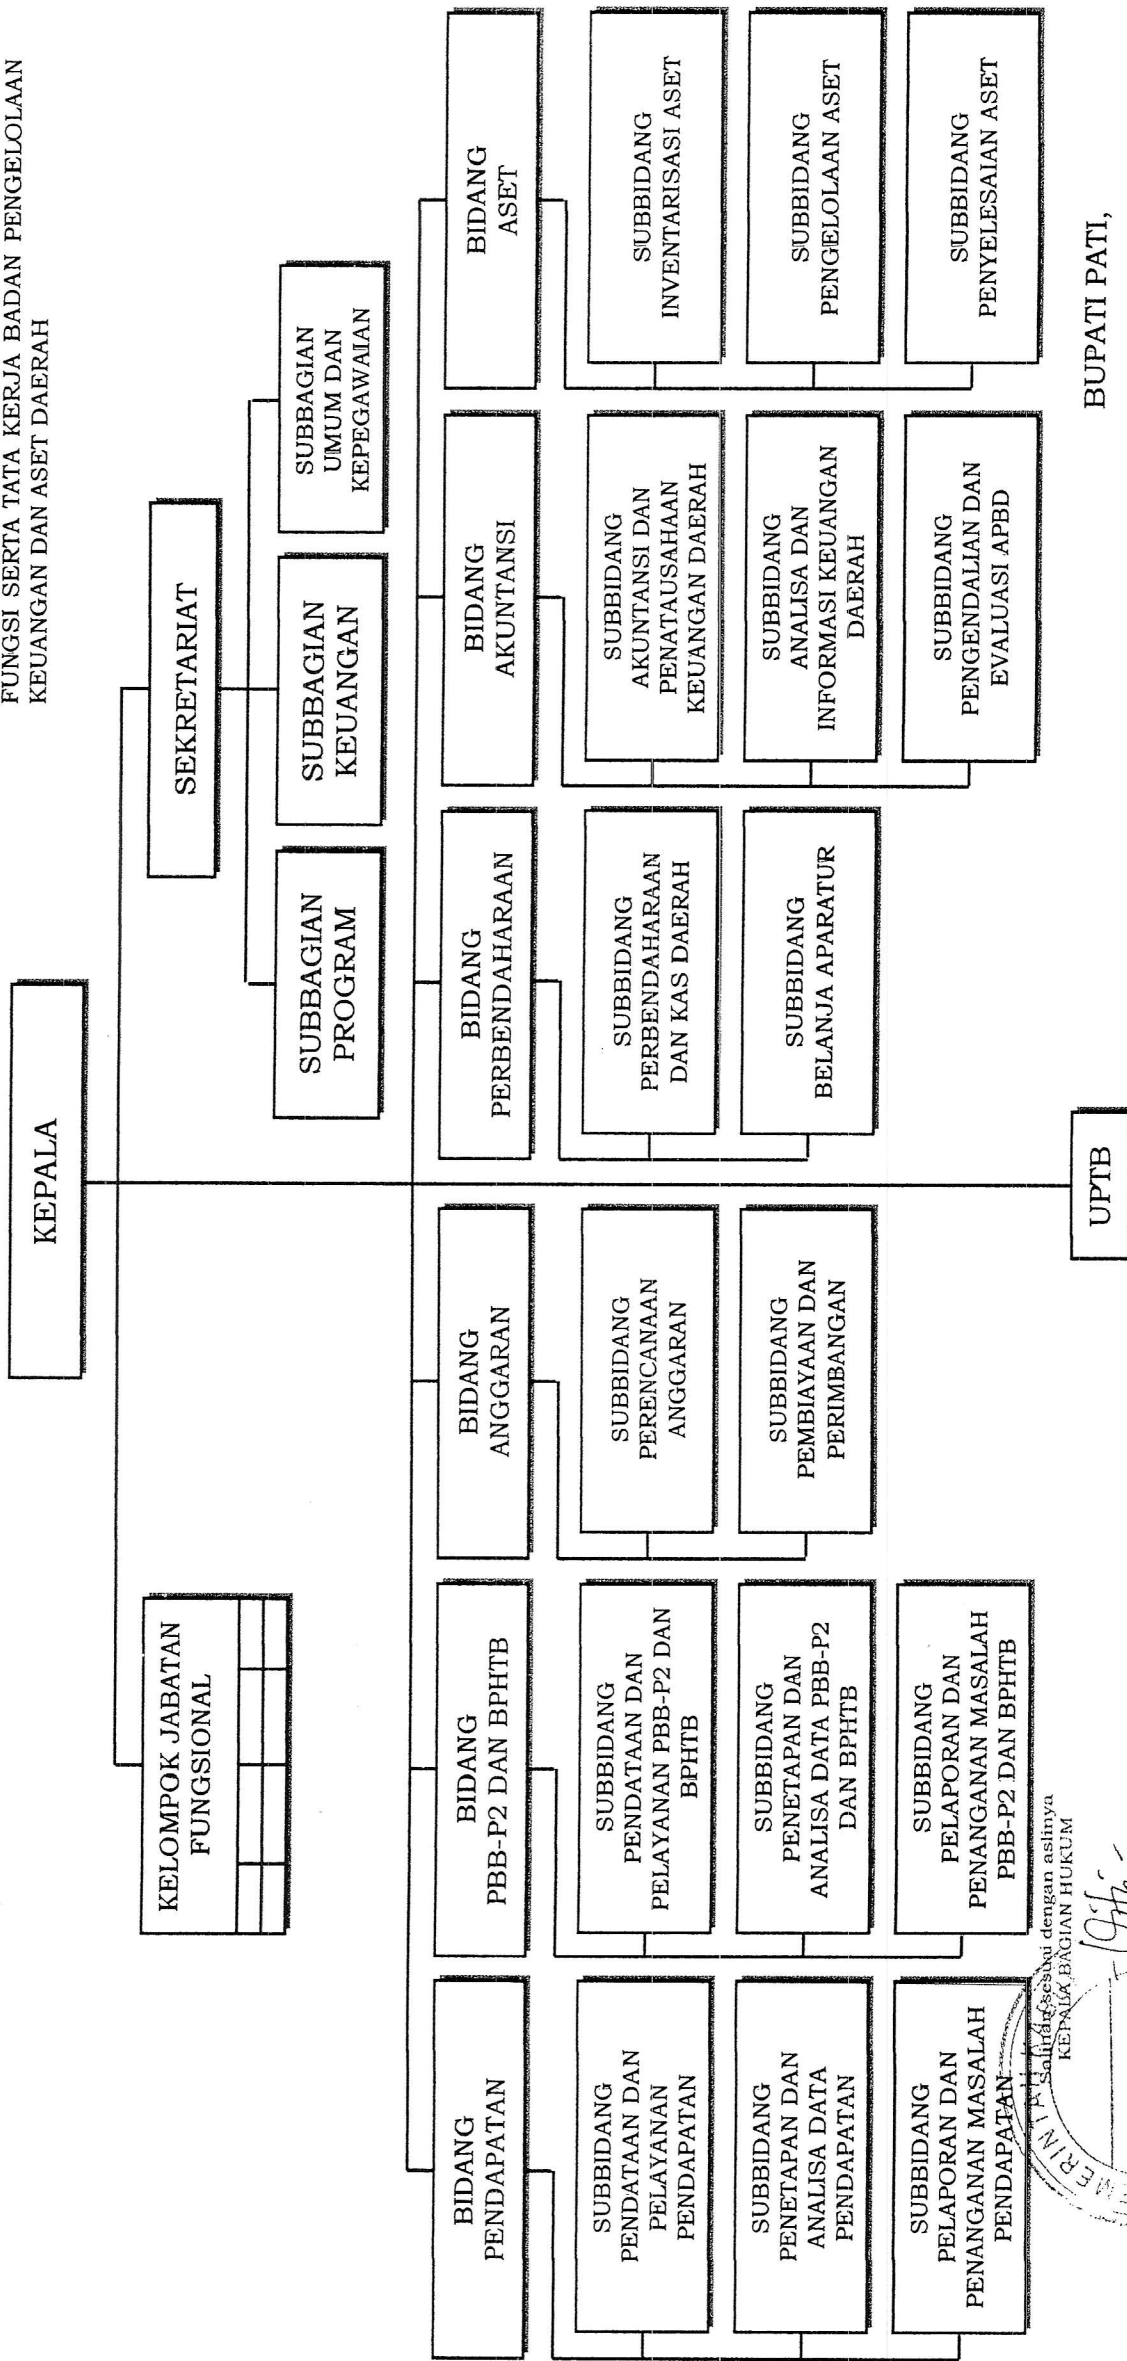 FUNGSI SERTA TATA KERJA BADAN PENGELOLAAN
KEUANGAN DAN ASET DAERAH
KEPALA
KELOMPOK JABATAN
FUNGSIONAL
SEKRETARIAT
SUBBAGIAN
PROGRAM
SUBBAGIAN
KEUANGAN
SUBBAGIAN
UMUM DAN
KEPEGAWAIAN
BIDANG
PENDAPATAN
SUBBIDANG
PENDATAAN DAN
PELAYANAN
PENDAPATAN
SUBBIDANG
PENETAPAN DAN
ANALISA DATA
PENDAPATAN
SUBBIDANG
PELAPORAN DAN
PENANGANAN MASALAH
PENDAPATAN
BIDANG
PBB-P2 DAN BPHTB
SUBBIDANG
PENDATAAN DAN
PELAYANAN PBB-P2 DAN
BPHTB
SUBBIDANG
PENETAPAN DAN
ANALISA DATA PBB-P2
DAN BPHTB
SUBBIDANG
PELAPORAN DAN
PENANGANAN MASALAH
PBB-P2 DAN BPHTB
BIDANG
ANGGARAN
SUBBIDANG
PERENCANAAN
ANGGARAN
SUBBIDANG
PEMBIAYAAN DAN
PERIMBANGAN
BIDANG
PERBENDAHARAAN
SUBBIDANG
PERBENDAHARAAN
DAN KAS DAERAH
SUBBIDANG
BELANJA APARATUR
BIDANG
AKUNTANSI
SUBBIDANG
AKUNTANSI DAN
PENATAUSAHAAN
KEUANGAN DAERAH
SUBBIDANG
ANALISA DAN
INFORMASI KEUANGAN
DAERAH
SUBBIDANG
PENGENDALIAN DAN
EVALUASI APBD
BIDANG
ASET
SUBBIDANG
INVENTARISASI ASET
SUBBIDANG
PENGELOLAAN ASET
SUBBIDANG
PENYELESAIAN ASET
UPTB
BUPATI PATI,
Salinan sesuai dengan aslinya
KEPALA BAGIAN HUKUM